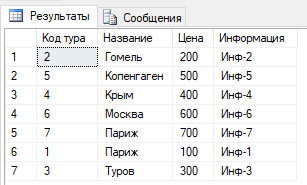 Результаты Сообщения
Код тура Название Цена Информация
1 2 Гомель 200 Инф-2
2 5 Копенгаген 500 Инф-5
3 4 Крым 400 Инф-4
4 6 Москва 600 Инф-6
5 7 Париж 700 Инф-7
6 1 Париж 100 Инф-1
7 3 Туров 300 Инф-3